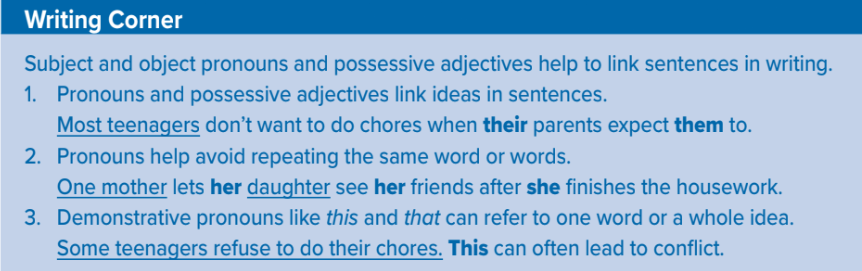 Writing Corner
Subject and object pronouns and possessive adjectives help to link sentences in writing.
1. Pronouns and possessive adjectives link ideas in sentences.
Most teenagers don't want to do chores when their parents expect them to.
2. Pronouns help avoid repeating the same word or words.
One mother lets her daughter see her friends after she finishes the housework.
3. Demonstrative pronouns like this and that can refer to one word or a whole idea.
Some teenagers refuse to do their chores. This can often lead to conflict.